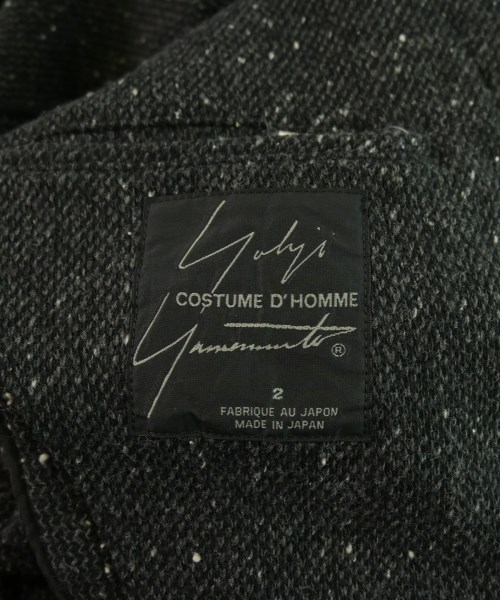 Yohji
COSTUME D'HOMME
Yamamoto ®
2
FABRIQUE AU JAPON
MADE IN JAPAN